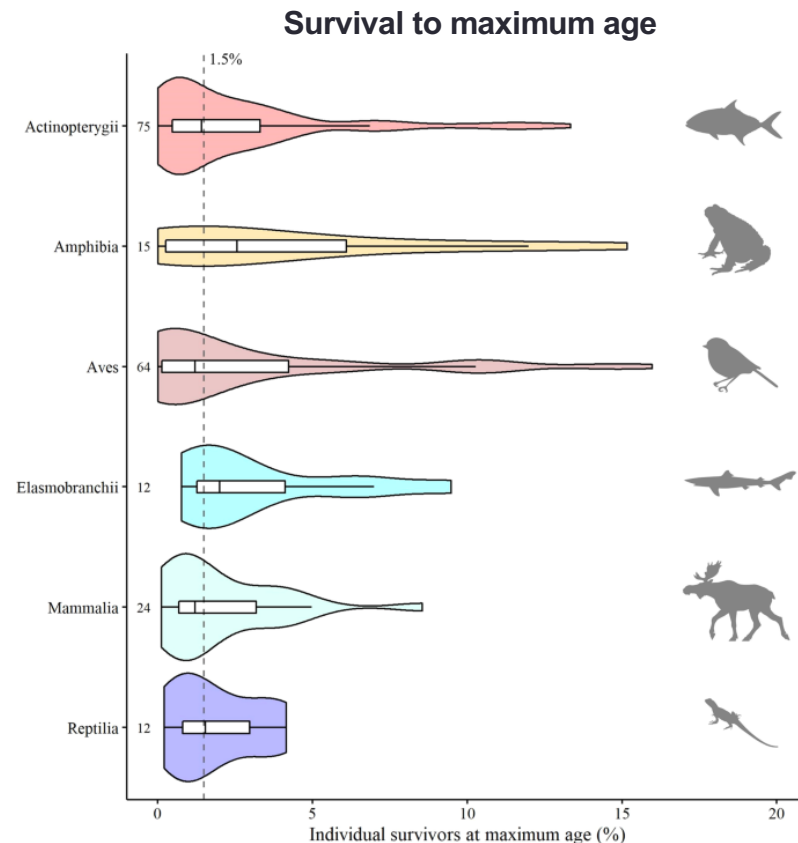 Survival to maximum age
1.5%
Actinopterygii 75
Amphibia 15
Aves 64
Elasmobranchii 12
Mammalia 24
Reptilia 12
0 5 10 15 20
Individual survivors at maximum age (%)